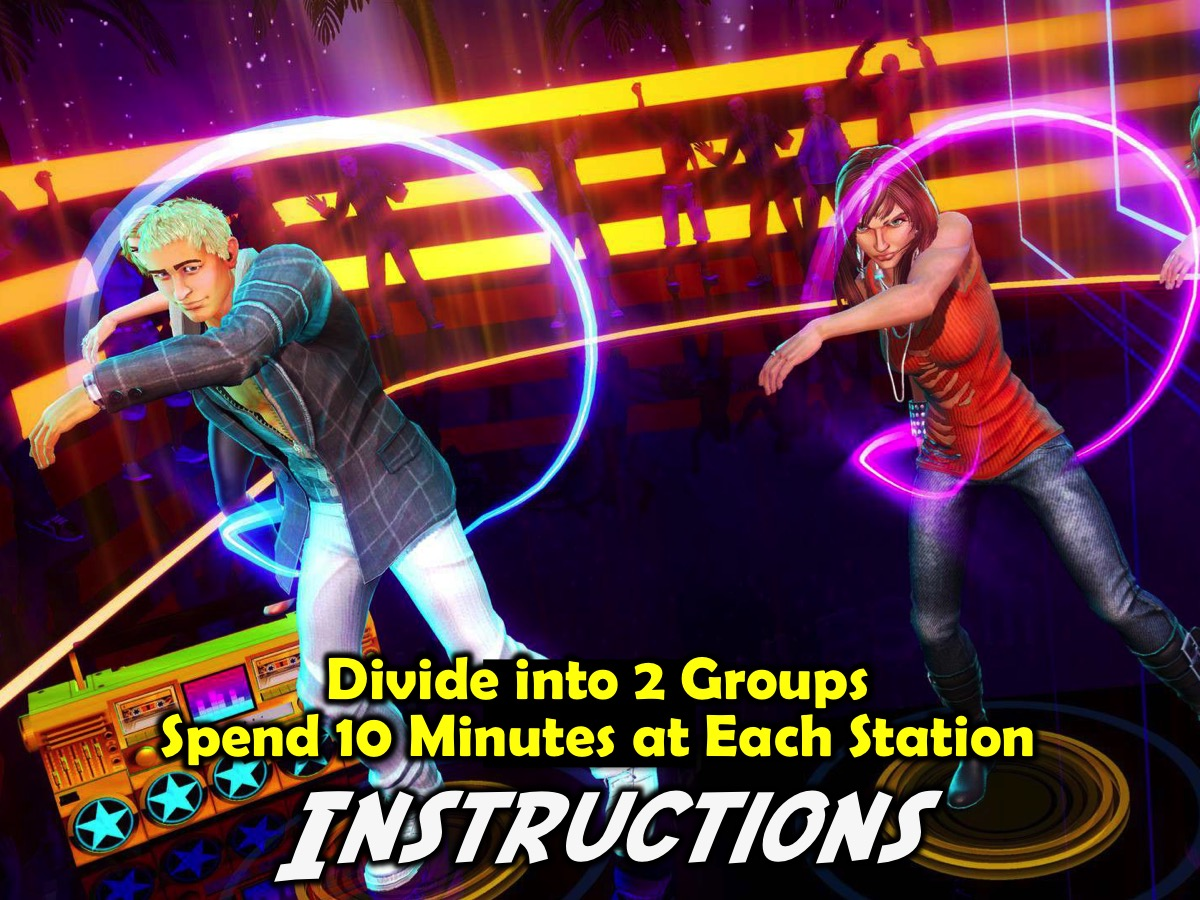 Divide into 2 Groups
Spend 10 Minutes at Each Station
INSTRUCTIONS